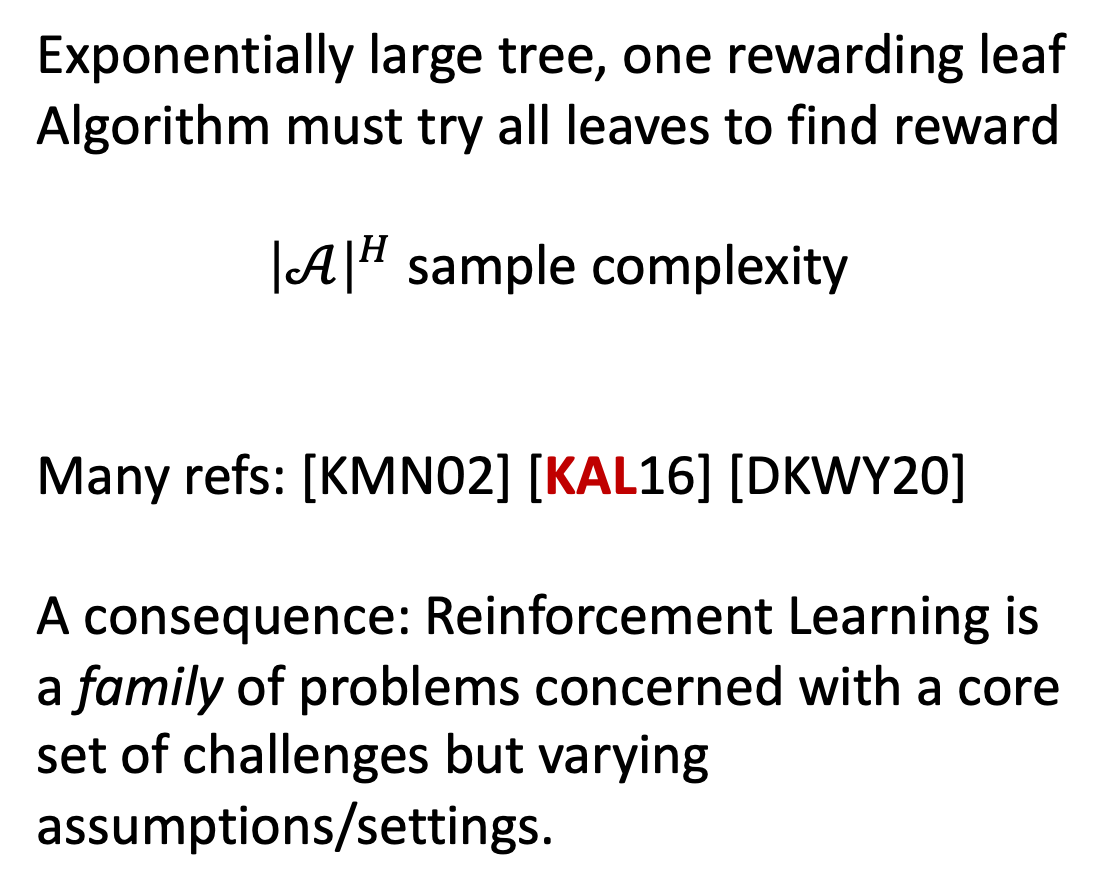 Exponentially large tree, one rewarding leaf
Algorithm must try all leaves to find reward
|𝒜|^H sample complexity
Many refs: [KMN02] [KAL16] [DKWY20]
A consequence: Reinforcement Learning is
a family of problems concerned with a core
set of challenges but varying
assumptions/settings.